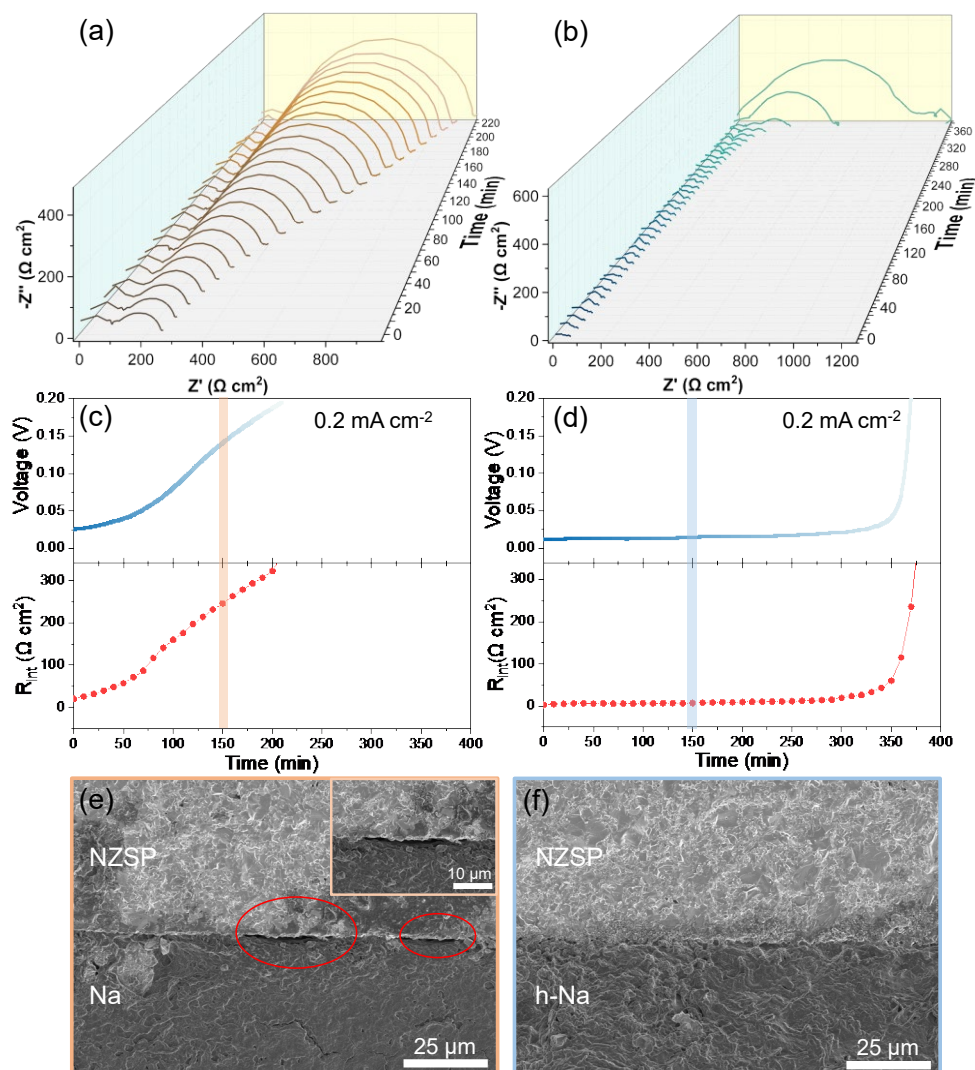 (a)
-Z'' (Ω cm²)
400
200
0
0 200 400 600 800
Z' (Ω cm²)
0
20
40
60
80
100
120
140
160
180
200
220
Time (min)
(b)
-Z'' (Ω cm²)
600
500
400
300
200
100
0
0 200 400 600 800 1000 1200
Z' (Ω cm²)
0
40
80
120
160
200
240
280
320
360
Time (min)
(c)
0.2 mA cm-2
Voltage (V)
0.20
0.15
0.10
0.05
0.00
RInt (Ω cm²)
300
200
100
0
0 50 100 150 200 250 300 350 400
Time (min)
(d)
0.2 mA cm-2
Voltage (V)
0.20
0.15
0.10
0.05
0.00
RInt(Ω cm²)
300
200
100
0
0 50 100 150 200 250 300 350 400
Time (min)
(e)
NZSP
10 µm
Na
25 µm
(f)
NZSP
h-Na
25 µm